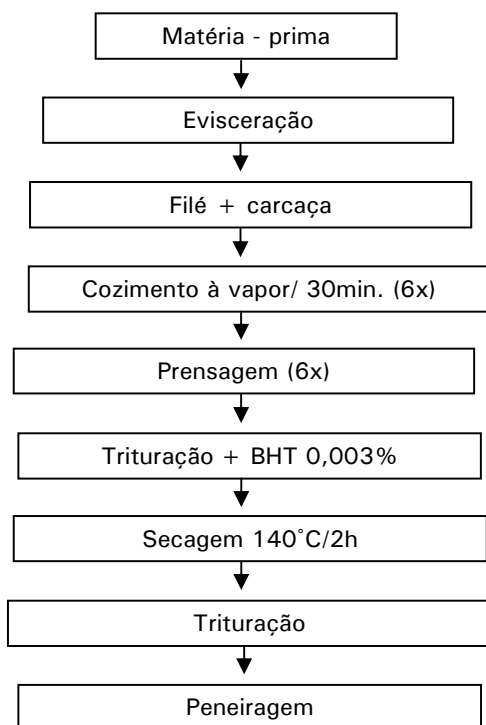 Matéria - prima
Evisceração
Filé + carcaça
Cozimento à vapor/ 30min. (6x)
Prensagem (6x)
Trituração + BHT 0,003%
Secagem 140°C/2h
Trituração
Peneiragem